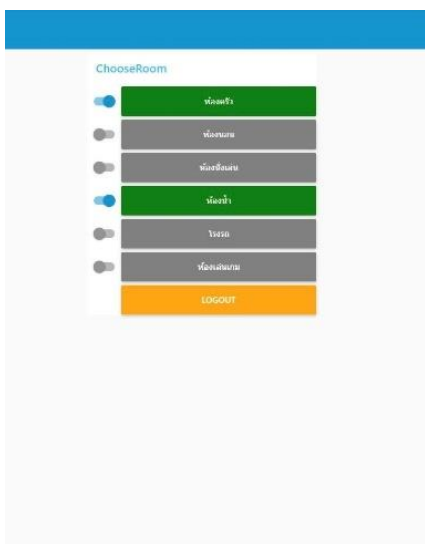 ChooseRoom
ห้องครัว
ห้องนอน
ห้องนั่งเล่น
ห้องน้ำ
โรงรถ
ห้องเล่นเกม
LOGOUT